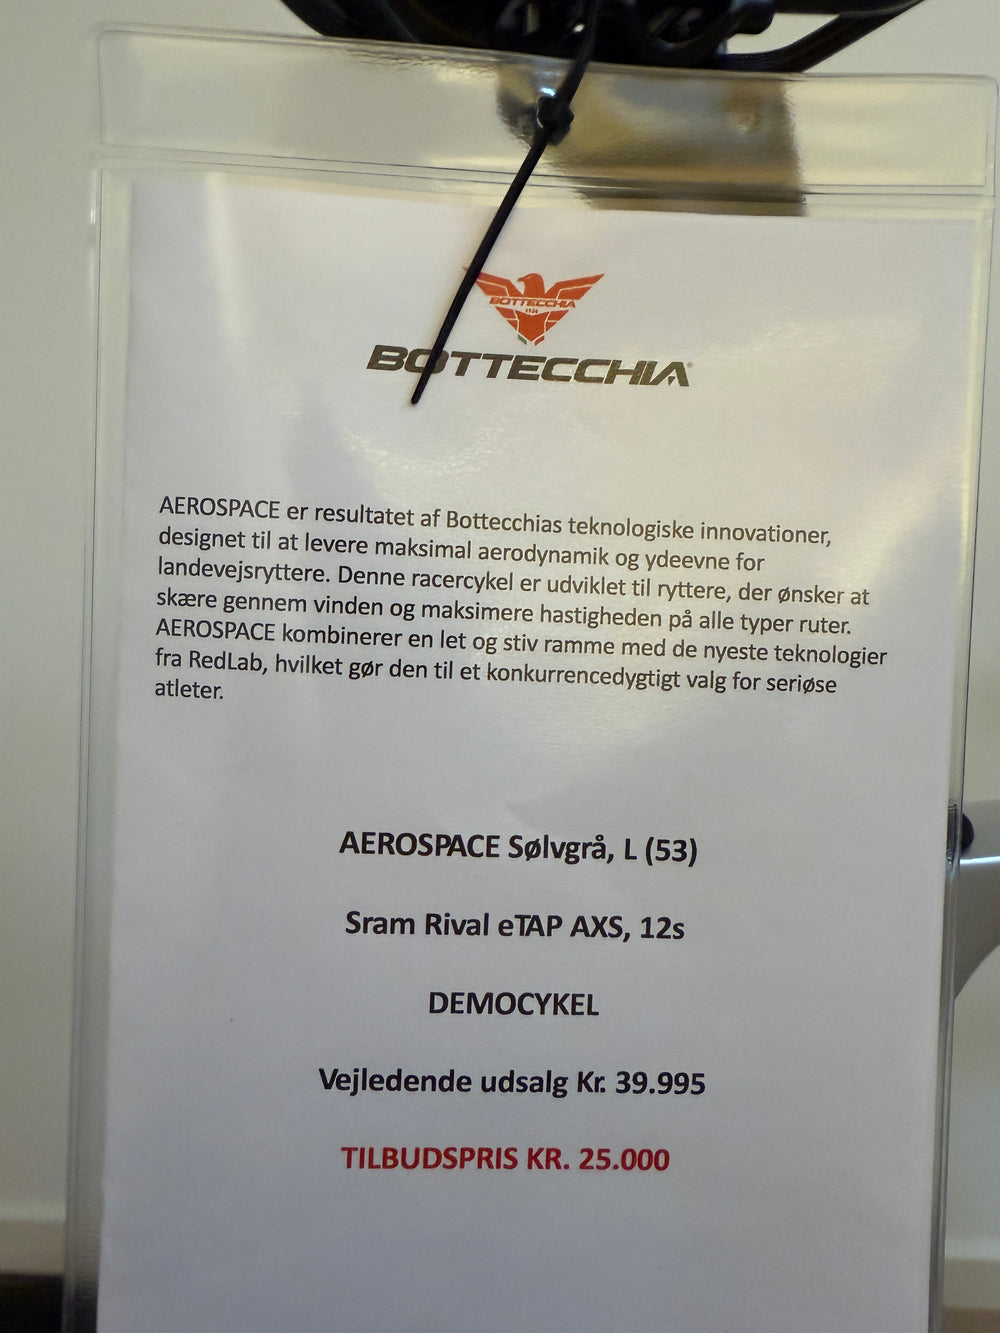 BOTTECCHIA
BOTTECCHIA
AEROSPACE er resultatet af Bottecchias teknologiske innovationer,
designet til at levere maksimal aerodynamik og ydeevne for
landevejsryttere. Denne racercykel er udviklet til ryttere, der ønsker at
skære gennem vinden og maksimere hastigheden på alle typer ruter.
AEROSPACE kombinerer en let og stiv ramme med de nyeste teknologier
fra RedLab, hvilket gør den til et konkurrencedygtigt valg for seriøse
atleter.
AEROSPACE Sølvgrå, L (53)
Sram Rival eTAP AXS, 12s
DEMOCYKEL
Vejledende udsalg Kr. 39.995
TILBUDSPRIS KR. 25.000